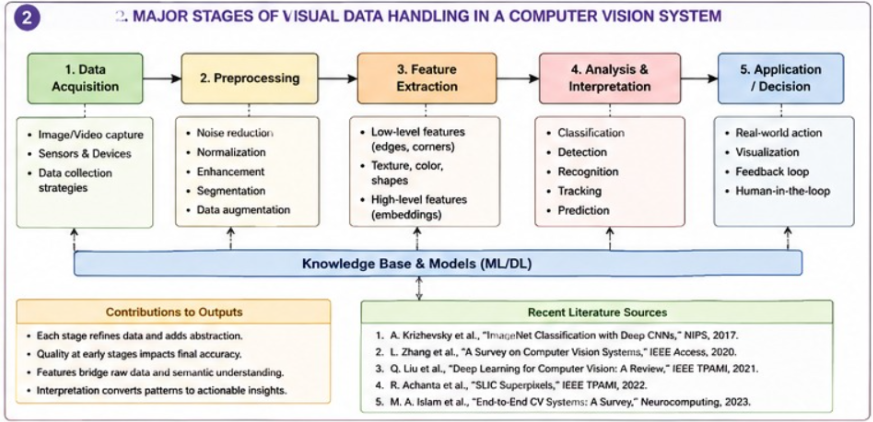 2
2. MAJOR STAGES OF VISUAL DATA HANDLING IN A COMPUTER VISION SYSTEM
1. Data
Acquisition
2. Preprocessing
3. Feature
Extraction
4. Analysis &
Interpretation
5. Application
/ Decision
• Image/Video capture
• Sensors & Devices
• Data collection
strategies
• Noise reduction
• Normalization
• Enhancement
• Segmentation
• Data augmentation
• Low-level features
(edges, corners)
• Texture, color,
shapes
• High-level features
(embeddings)
• Classification
• Detection
• Recognition
• Tracking
• Prediction
• Real-world action
• Visualization
• Feedback loop
• Human-in-the-loop
Knowledge Base & Models (ML/DL)
Contributions to Outputs
• Each stage refines data and adds abstraction.
• Quality at early stages impacts final accuracy.
• Features bridge raw data and semantic understanding.
• Interpretation converts patterns to actionable insights.
Recent Literature Sources
1. A. Krizhevsky et al., “ImageNet Classification with Deep CNNs,” NIPS, 2017.
2. L. Zhang et al., “A Survey on Computer Vision Systems,” IEEE Access, 2020.
3. Q. Liu et al., “Deep Learning for Computer Vision: A Review,” IEEE TPAMI, 2021.
4. R. Achanta et al., “SLIC Superpixels,” IEEE TPAMI, 2022.
5. M. A. Islam et al., “End-to-End CV Systems: A Survey,” Neurocomputing, 2023.